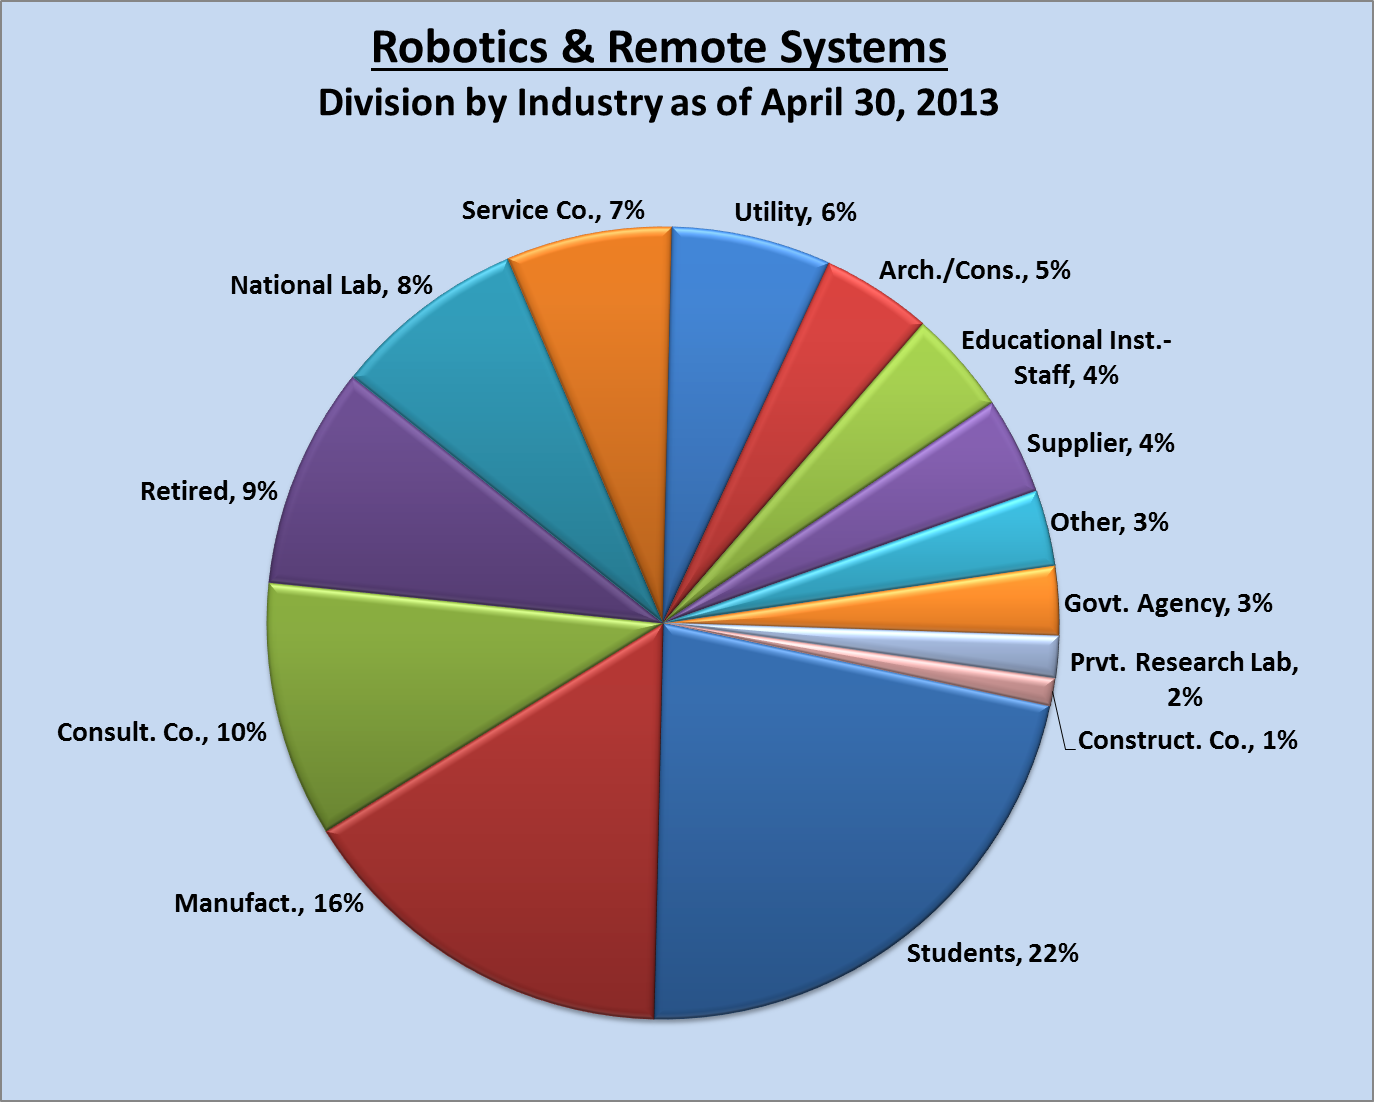 Robotics & Remote Systems
Division by Industry as of April 30, 2013
Service Co., 7%
Utility, 6%
Arch./Cons., 5%
National Lab, 8%
Educational Inst.-
Staff, 4%
Supplier, 4%
Retired, 9%
Other, 3%
Govt. Agency, 3%
Prvt. Research Lab,
2%
Consult. Co., 10%
Construct. Co., 1%
Manufact., 16%
Students, 22%